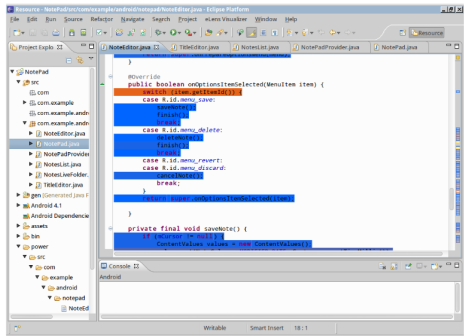 Resource - NotePad/src/com/example/android/notepad/NoteEditor.java - Eclipse Platform
File Edit Run Source Refactor Navigate Search Project eLens Visualizer Window Help
Resource
Project Explo
NoteEditor.java
TitleEditor.java
NotesList.java
NotePadProvider.java
NotePad.java
NotePad
src
com
com.example
com.example.andr
com.example.andr
NoteEditor.java
NotePad.java
NotePadProvider
NotesList.java
NotesLiveFolder.
TitleEditor.java
gen [Generated Java F
Android 4.1
Android Dependencie
assets
bin
power
src
com
example
android
notepad
NoteEd
}
@Override
public boolean onOptionsItemSelected(MenuItem item) {
switch (item.getItemId()) {
case R.id.menu_save:
saveNote();
finish();
break;
case R.id.menu_delete:
deleteNote();
finish();
break;
case R.id.menu_revert:
case R.id.menu_discard:
cancelNote();
break;
}
return super.onOptionsItemSelected(item);
}
private final void saveNote() {
if (mCursor != null) {
ContentValues values = new ContentValues()
Console
Android
Writable Smart Insert 18 : 1